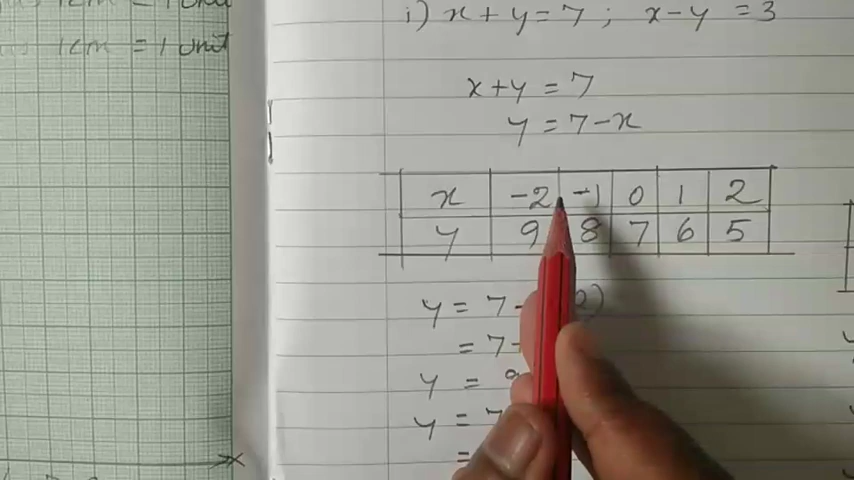 1cm = 1 unit
i) x + y = 7 ; x - y = 3
x + y = 7
y = 7 - x
x -2 -1 0 1 2
y 9 8 7 6 5
y = 7 -
= 7
y =
y = 7
=
x